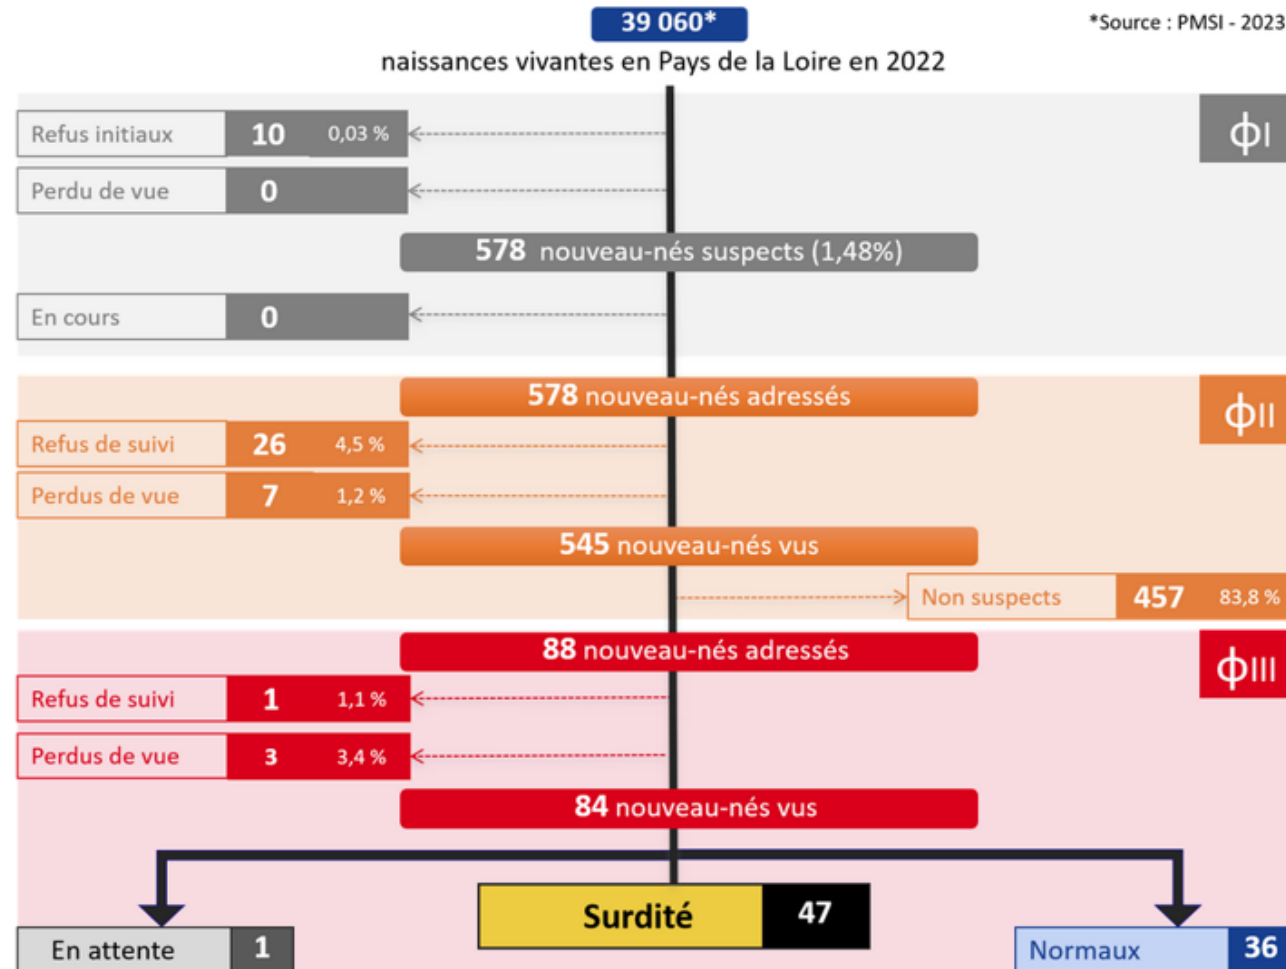 39 060*
*Source : PMSI - 2023
naissances vivantes en Pays de la Loire en 2022
ϕI
Refus initiaux 10 0,03 %
Perdu de vue 0
578 nouveau-nés suspects (1,48%)
En cours 0
578 nouveau-nés adressés
ϕII
Refus de suivi 26 4,5 %
Perdus de vue 7 1,2 %
545 nouveau-nés vus
Non suspects 457 83,8 %
88 nouveau-nés adressés
ϕIII
Refus de suivi 1 1,1 %
Perdus de vue 3 3,4 %
84 nouveau-nés vus
Surdité 47
En attente 1
Normaux 36